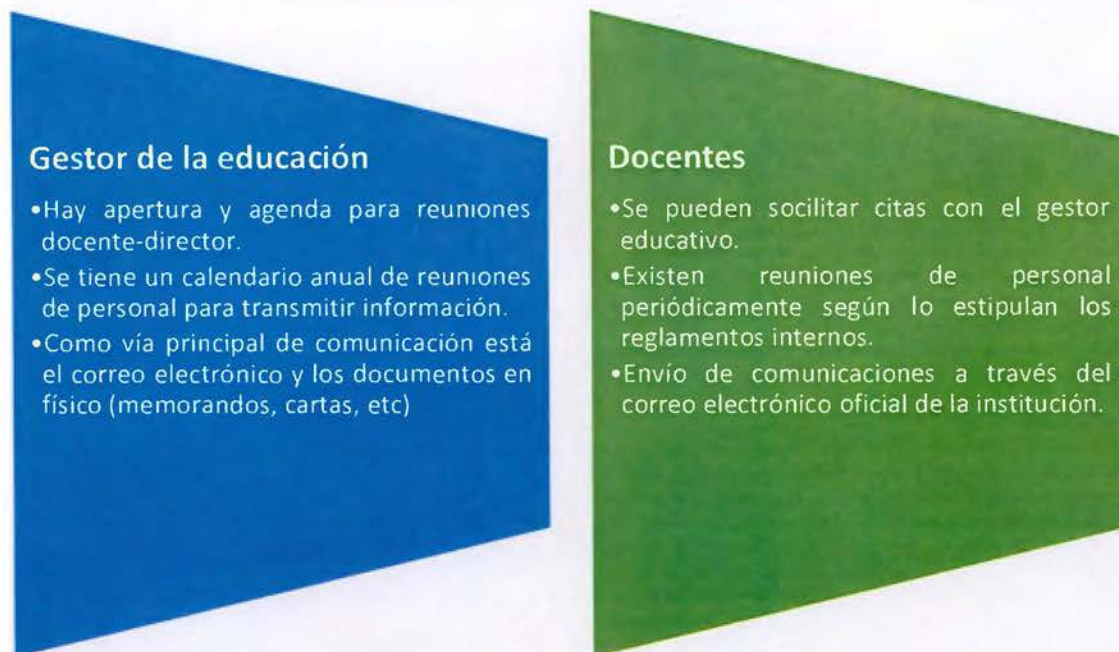 Gestor de la educación
•Hay apertura y agenda para reuniones
docente-director.
•Se tiene un calendario anual de reuniones
de personal para transmitir información.
•Como vía principal de comunicación está
el correo electrónico y los documentos en
físico (memorandos, cartas, etc)
Docentes
•Se pueden socilitar citas con el gestor
educativo.
•Existen reuniones de personal
periódicamente según lo estipulan los
reglamentos internos.
•Envío de comunicaciones a través del
correo electrónico oficial de la institución.